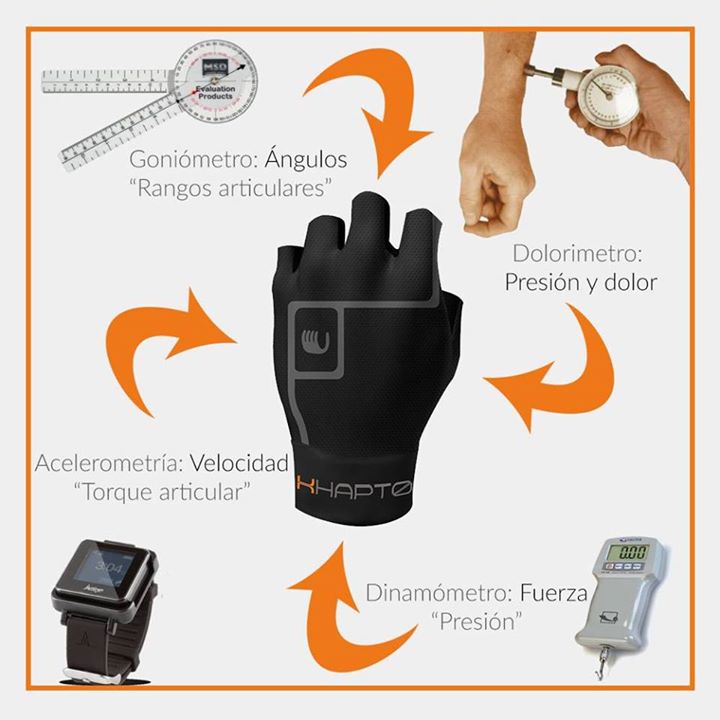 MSD
Evaluation
Products
Goniómetro: Ángulos
“Rangos articulares”
Dolorimetro:
Presión y dolor
Acelerometría: Velocidad
“Torque articular”
KHAPTO
3:04
0.00
Dinamómetro: Fuerza
“Presión”